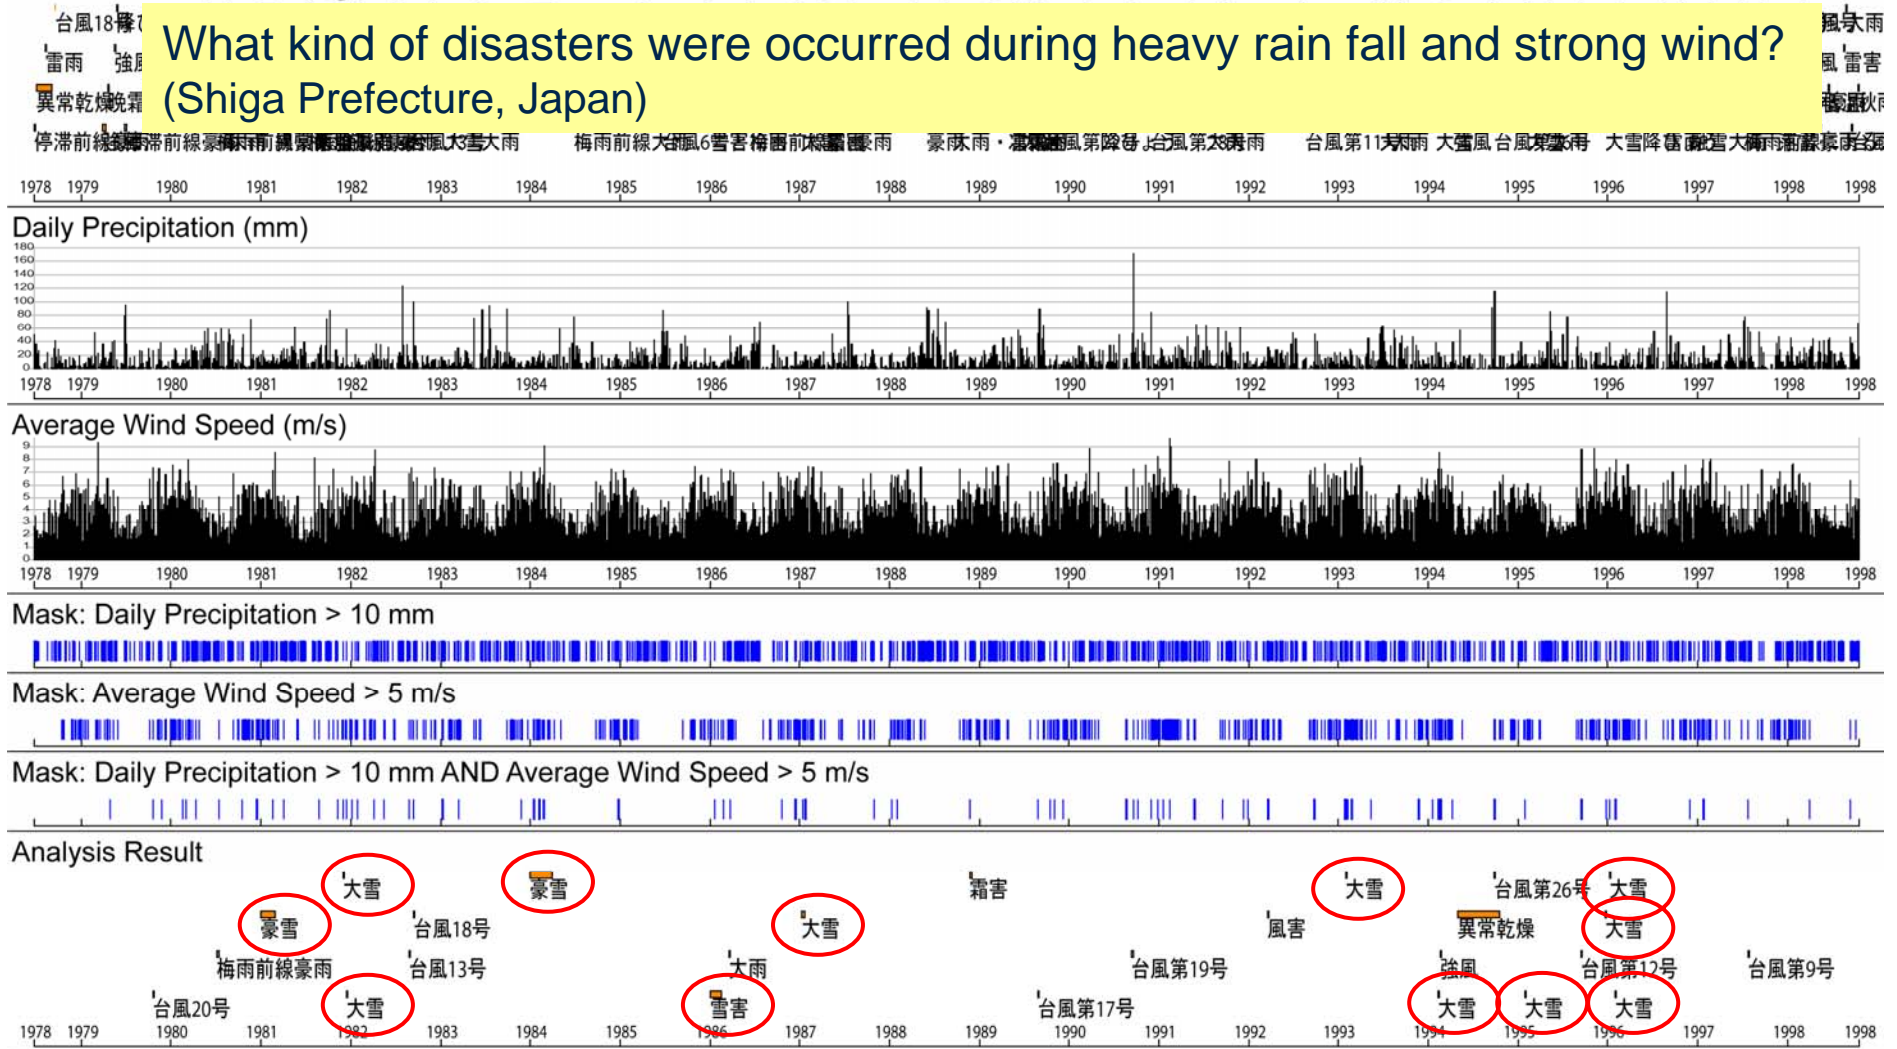 What kind of disasters were occurred during heavy rain fall and strong wind?
(Shiga Prefecture, Japan)
台風18号
雷雨
異常乾燥 晩霜
大雨
雷害
1978 1979 1980 1981 1982 1983 1984 1985 1986 1987 1988 1989 1990 1991 1992 1993 1994 1995 1996 1997 1998 1998
Daily Precipitation (mm)
180
160
140
120
100
80
60
40
20
0
1978 1979 1980 1981 1982 1983 1984 1985 1986 1987 1988 1989 1990 1991 1992 1993 1994 1995 1996 1997 1998 1998
Average Wind Speed (m/s)
9
8
7
6
5
4
3
2
1
0
1978 1979 1980 1981 1982 1983 1984 1985 1986 1987 1988 1989 1990 1991 1992 1993 1994 1995 1996 1997 1998 1998
Mask: Daily Precipitation > 10 mm
Mask: Average Wind Speed > 5 m/s
Mask: Daily Precipitation > 10 mm AND Average Wind Speed > 5 m/s
Analysis Result
大雪 豪雪 霜害 大雪 台風第26号 大雪
豪雪 台風18号 大雪 風害 異常乾燥 大雪
梅雨前線豪雨 台風13号 大雨 台風第19号 強風 台風第12号 台風第9号
台風20号 大雪 雪害 台風第17号 大雪 大雪 大雪
1978 1979 1980 1981 1982 1983 1984 1985 1986 1987 1988 1989 1990 1991 1992 1993 1994 1995 1996 1997 1998 1998